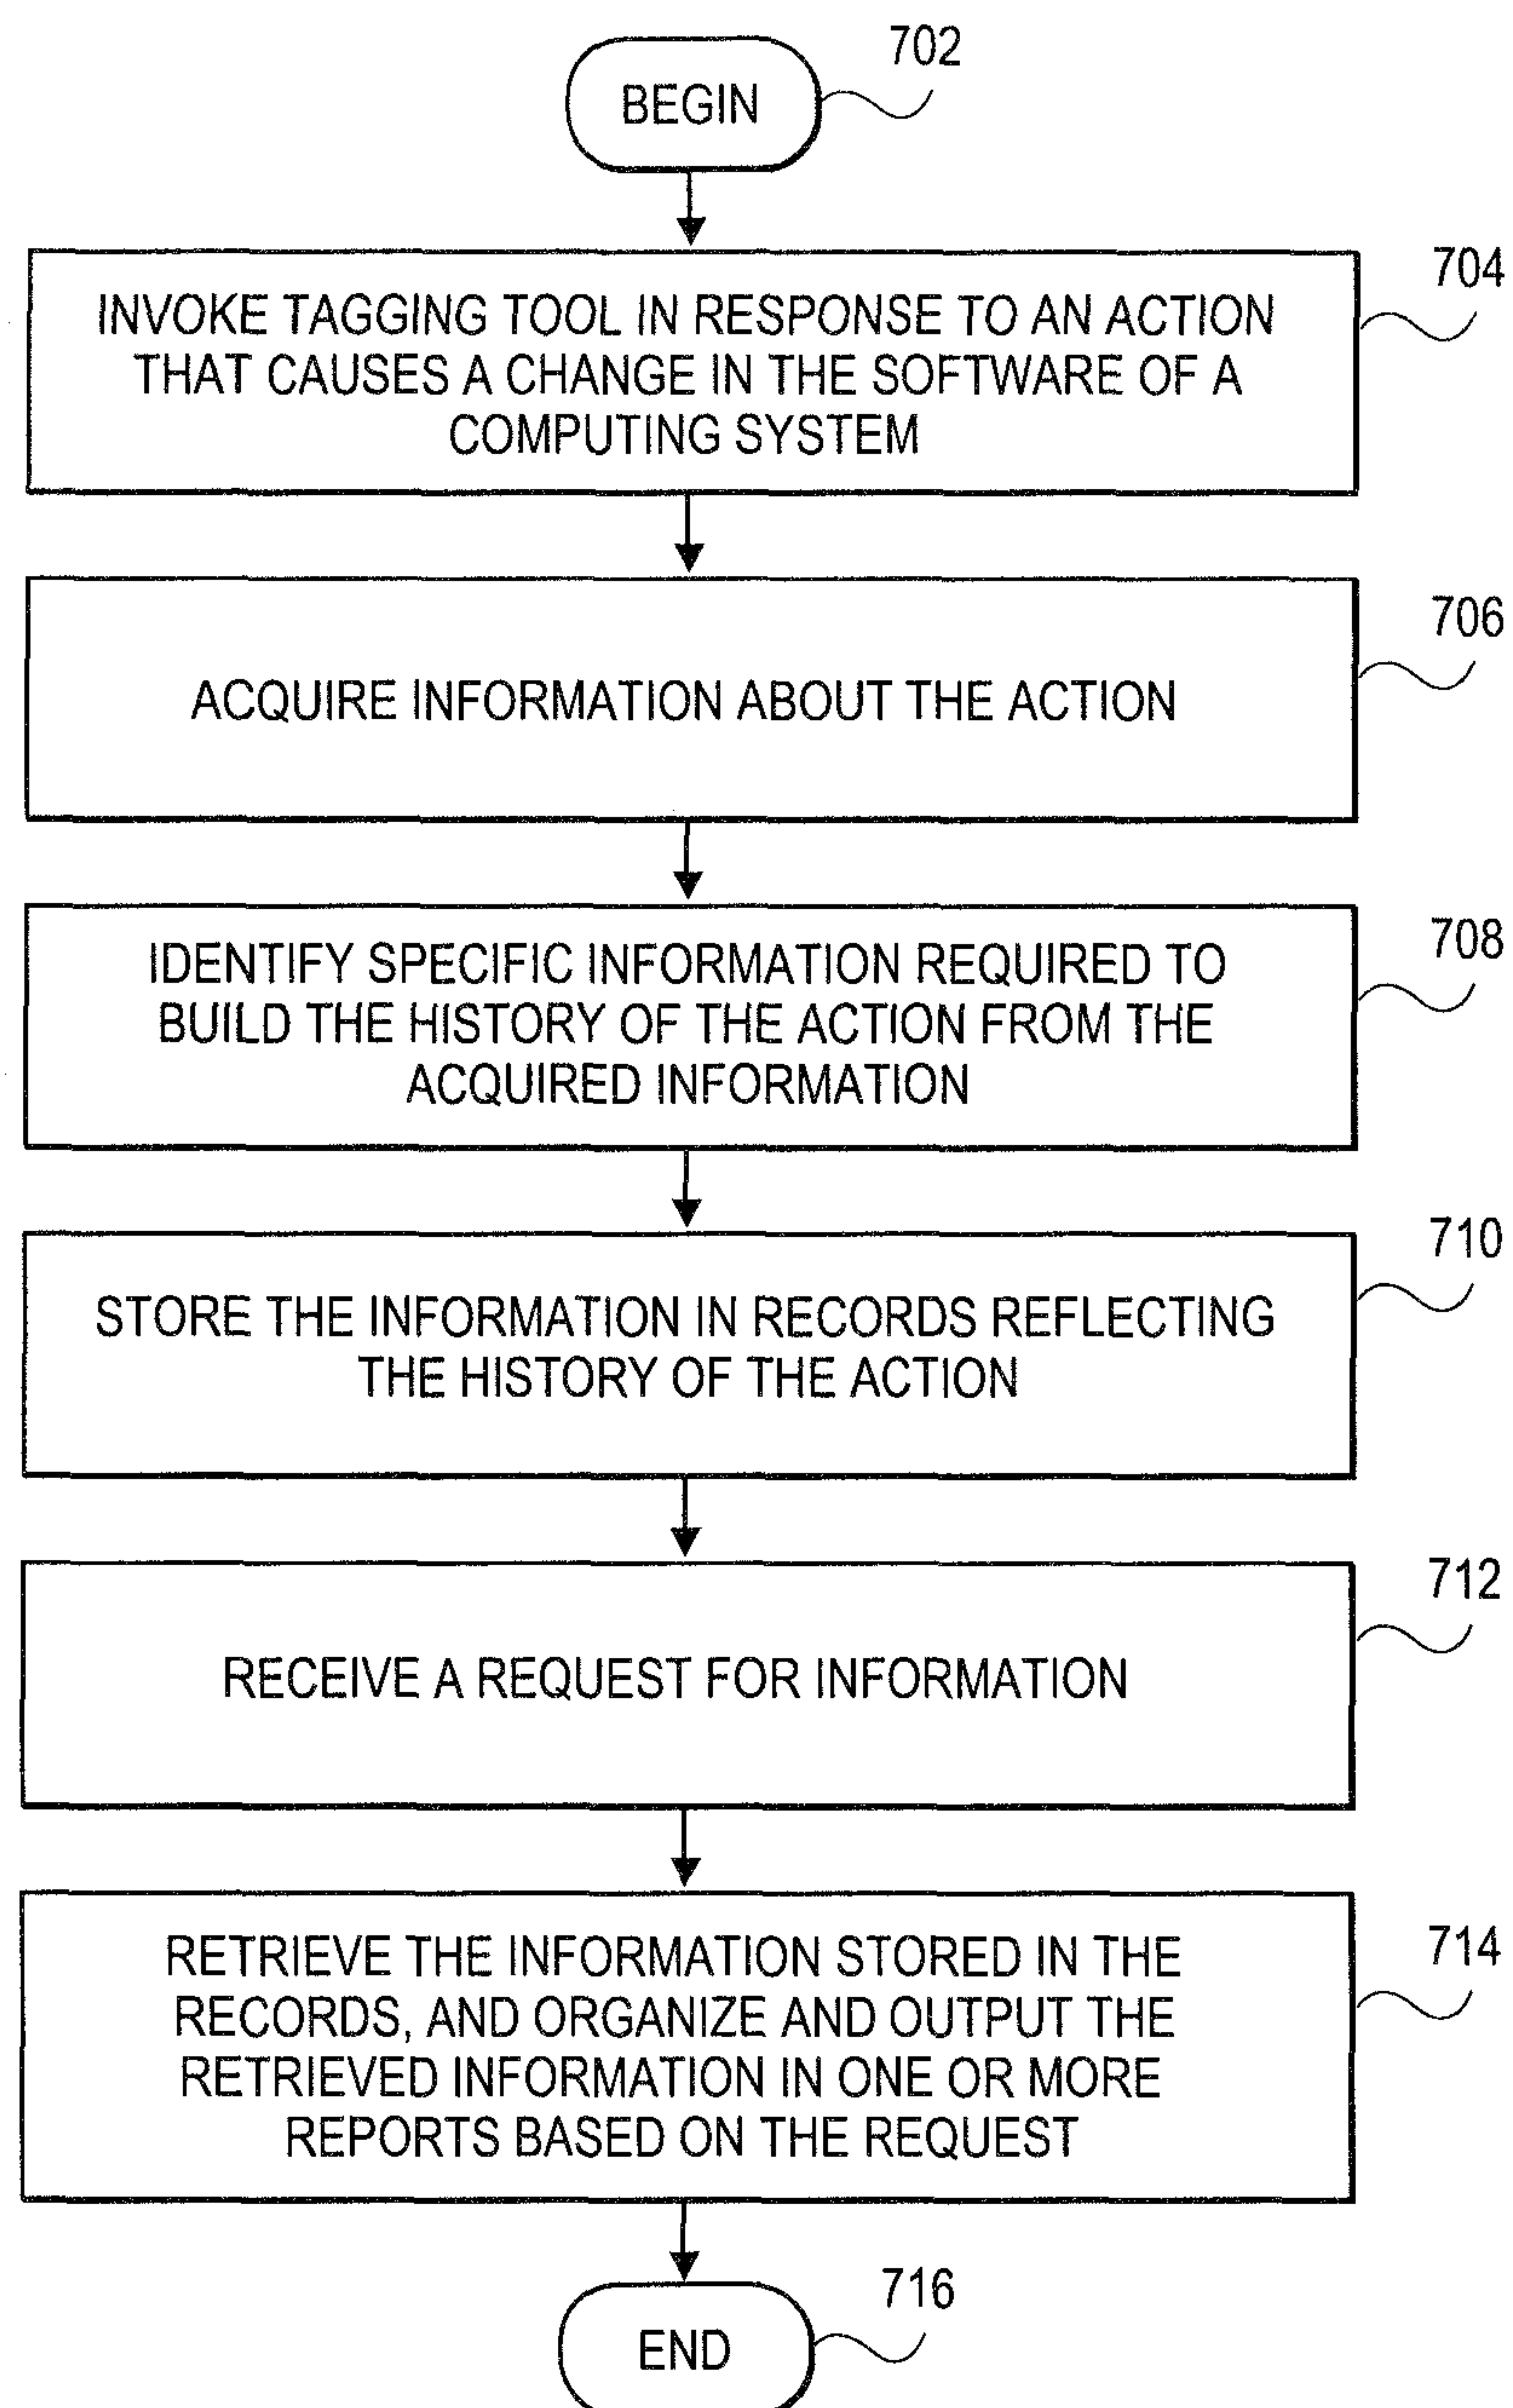 702
BEGIN
704
INVOKE TAGGING TOOL IN RESPONSE TO AN ACTION
THAT CAUSES A CHANGE IN THE SOFTWARE OF A
COMPUTING SYSTEM
706
ACQUIRE INFORMATION ABOUT THE ACTION
708
IDENTIFY SPECIFIC INFORMATION REQUIRED TO
BUILD THE HISTORY OF THE ACTION FROM THE
ACQUIRED INFORMATION
710
STORE THE INFORMATION IN RECORDS REFLECTING
THE HISTORY OF THE ACTION
712
RECEIVE A REQUEST FOR INFORMATION
714
RETRIEVE THE INFORMATION STORED IN THE
RECORDS, AND ORGANIZE AND OUTPUT THE
RETRIEVED INFORMATION IN ONE OR MORE
REPORTS BASED ON THE REQUEST
716
END